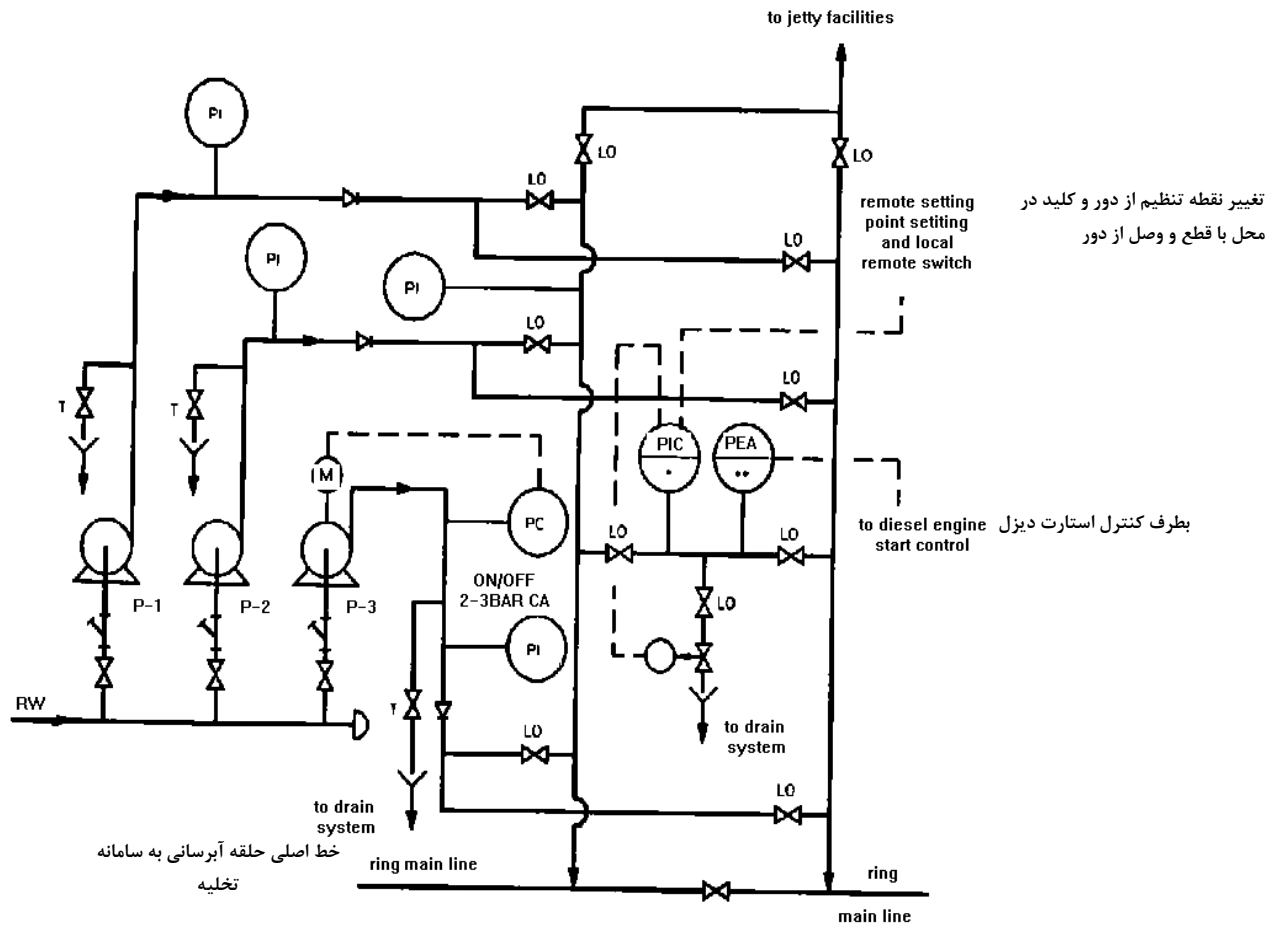 to jetty facilities
PI
LO
LO
LO
remote setting
point setiting
and local
remote switch
تغییر نقطه تنظیم از دور و کلید در
محل با قطع و وصل از دور
PI
PI
LO
LO
LO
T
T
PIC
*
PEA
**
M
PC
LO
LO
to diesel engine
start control
بطرف کنترل استارت دیزل
P-1
P-2
P-3
ON/OFF
2-3BAR CA
LO
PI
RW
T
LO
to drain
system
LO
to drain
system
خط اصلی حلقه آبرسانی به سامانه
تخلیه
ring main line
ring
main line